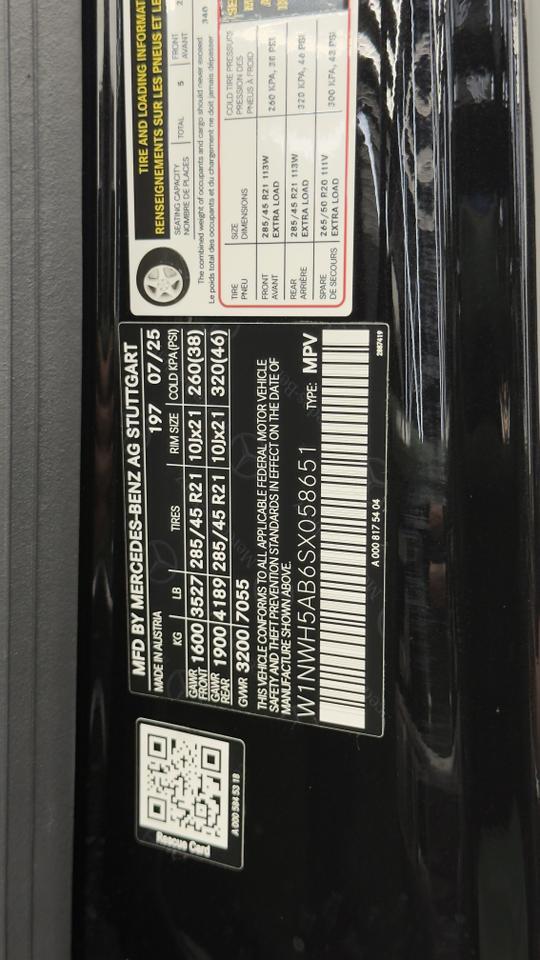 MFD BY MERCEDES-BENZ AG STUTTGART
MADE IN AUSTRIA 197 07/25
KG LB TIRES RIM SIZE COLD KPA(PSI)
GAWR FRONT 1600 3527 285/45 R21 10Jx21 260(38)
GAWR REAR 1900 4189 285/45 R21 10Jx21 320(46)
GVWR 3200 7055
THIS VEHICLE CONFORMS TO ALL APPLICABLE FEDERAL MOTOR VEHICLE
SAFETY AND THEFT PREVENTION STANDARDS IN EFFECT ON THE DATE OF
MANUFACTURE SHOWN ABOVE.
W1NWH5AB6SX058651 TYPE: MPV
A 000 817 54 04
2887419
Rescue Card
A 000 584 53 18
TIRE AND LOADING INFORMAT
RENSEIGNEMENTS SUR LES PNEUS ET LE
SEATING CAPACITY
NOMBRE DE PLACES
TOTAL 5
FRONT
AVANT
2
The combined weight of occupants and cargo should never exceed
Le poids total des occupants et du chargement ne doit jamais dépasser
340
TIRE
PNEU
SIZE
DIMENSIONS
COLD TIRE PRESSURE
PRESSION DES
PNEUS À FROID
FRONT
AVANT
285/45 R21 113W
EXTRA LOAD
260 KPA, 38 PSI
REAR
ARRIÈRE
285/45 R21 113W
EXTRA LOAD
320 KPA, 46 PSI
SPARE
DE SECOURS
265/50 R20 111V
EXTRA LOAD
300 KPA, 43 PSI